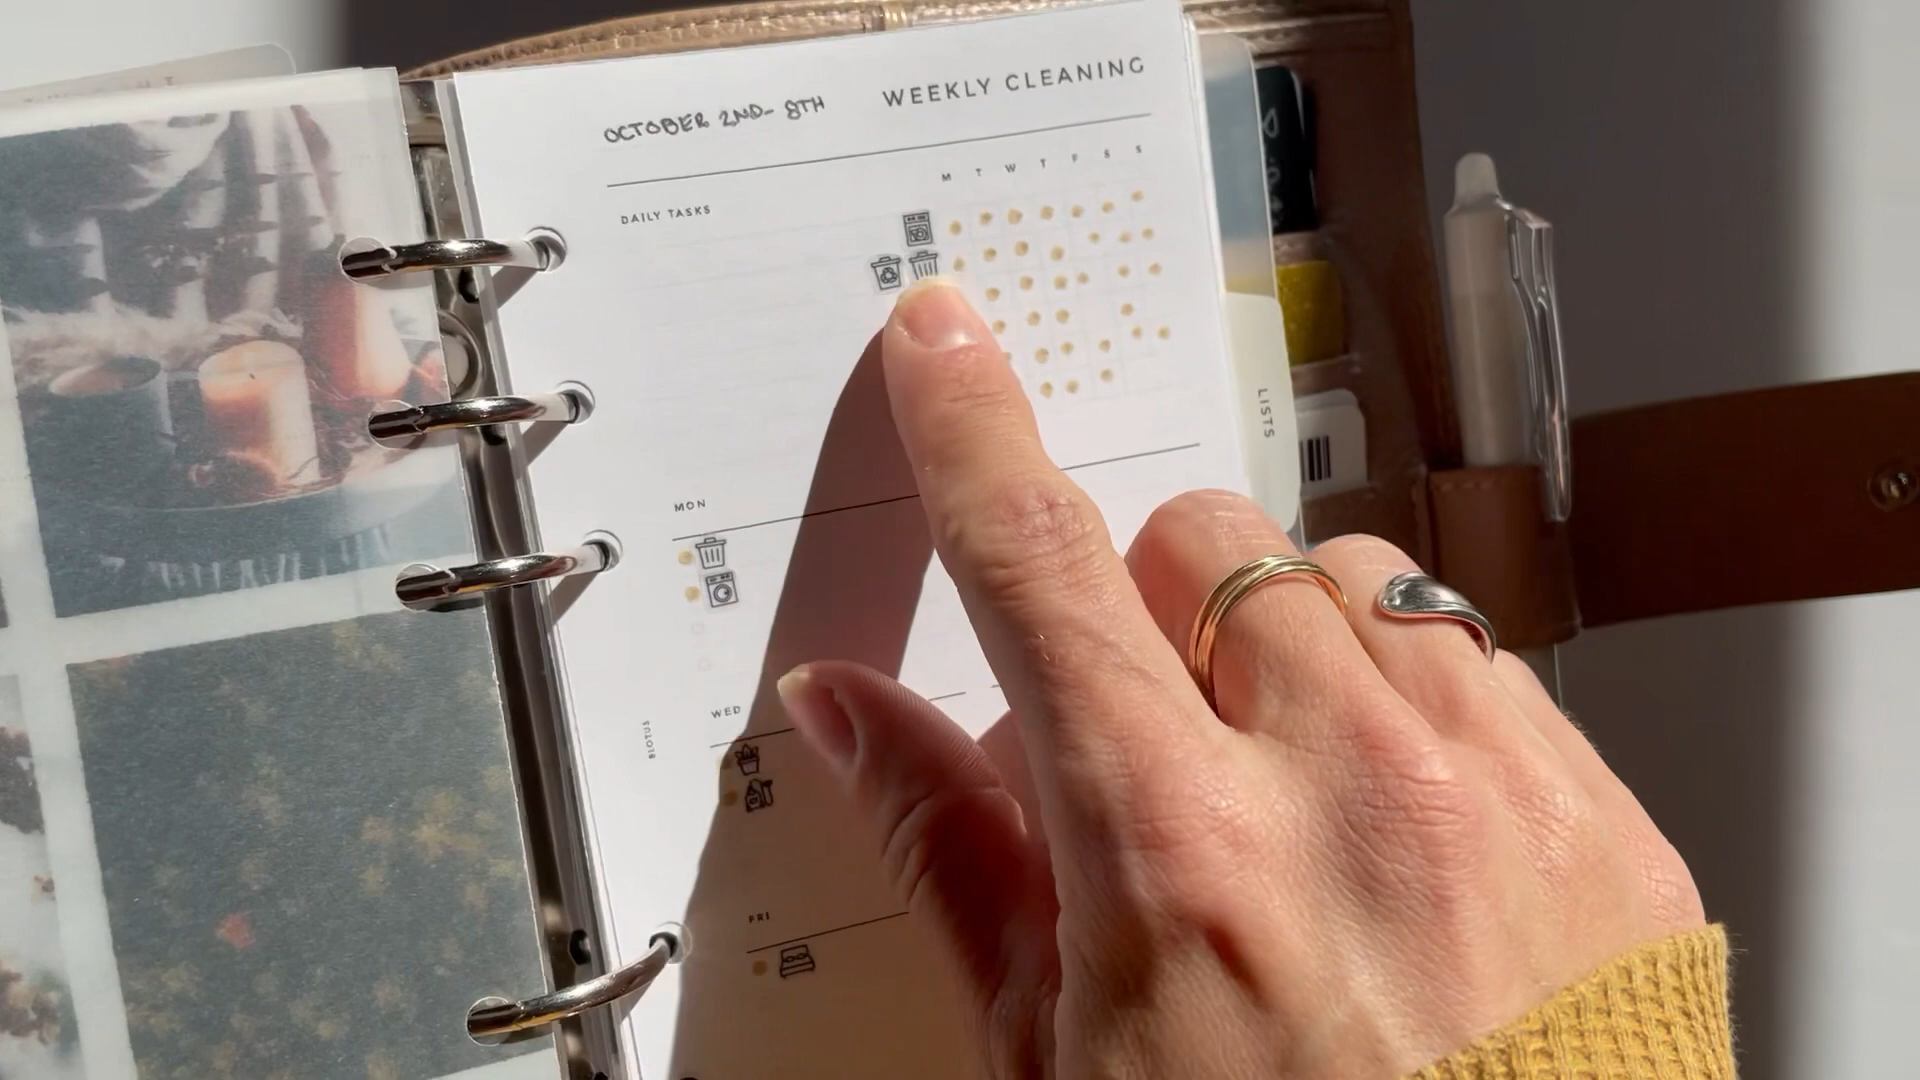 OCTOBER 2ND- 8TH
WEEKLY CLEANING
M T W T F S S
DAILY TASKS
MON
WED
FRI
LISTS